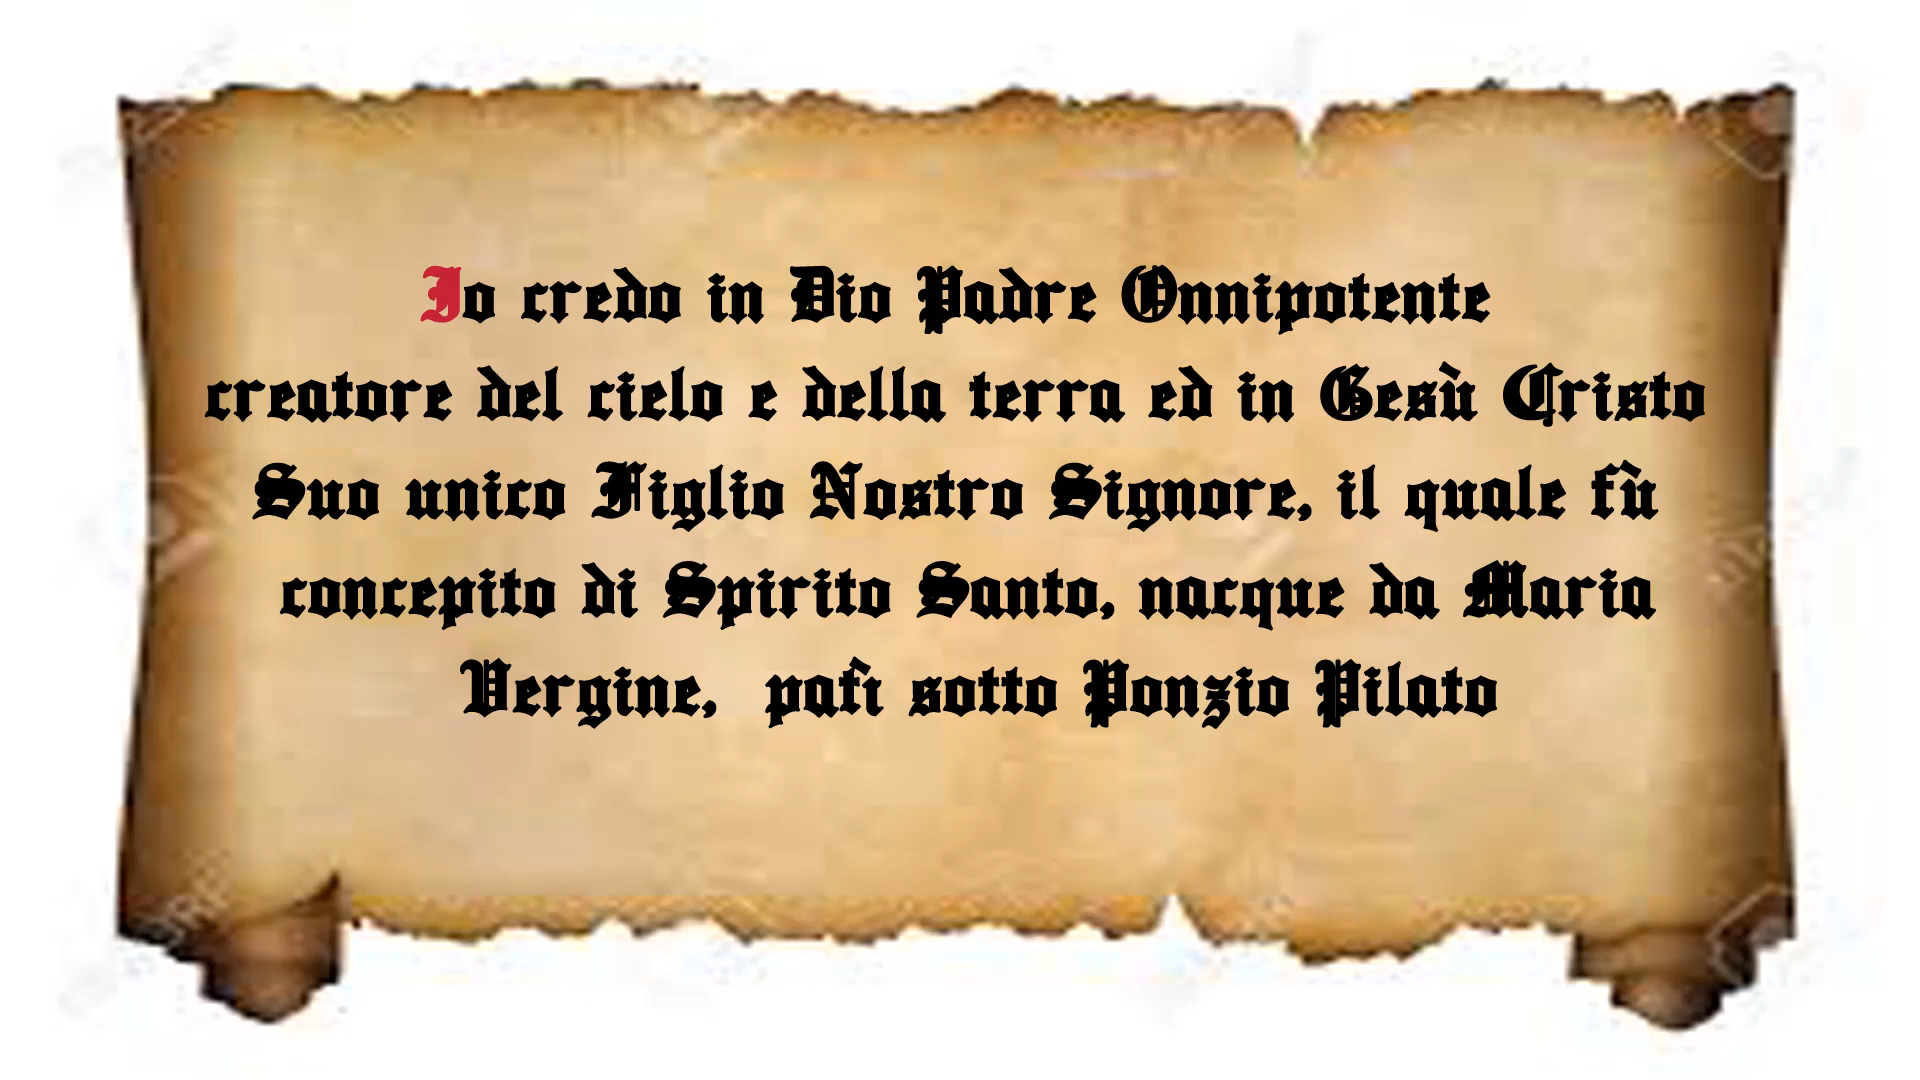 Io credo in Dio Padre Onnipotente
creatore del cielo e della terra ed in Gesù Cristo
Suo unico Figlio Nostro Signore, il quale fù
concepito di Spirito Santo, nacque da Maria
Vergine, patì sotto Ponzio Pilato